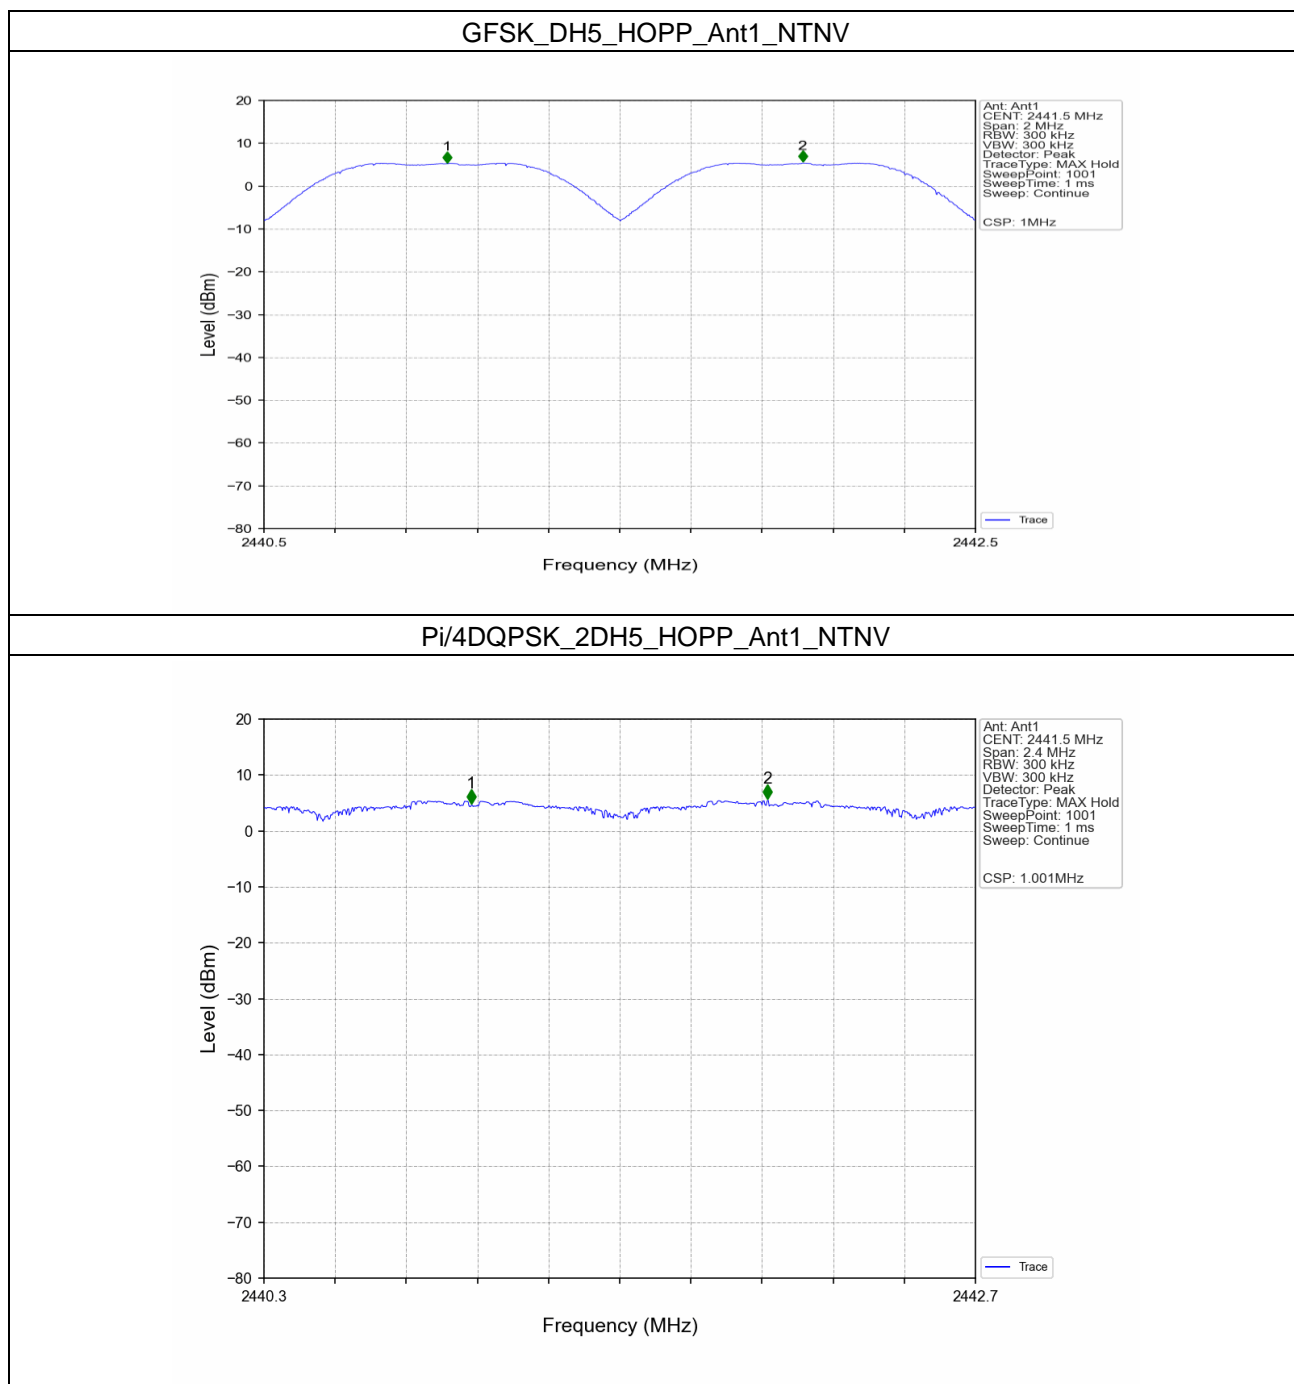 GFSK_DH5_HOPP_Ant1_NTNV
20
10
0
−10
−20
−30
−40
−50
−60
−70
−80
Level (dBm)
1
2
2440.5
2442.5
Frequency (MHz)
Ant: Ant1
CENT: 2441.5 MHz
Span: 2 MHz
RBW: 300 kHz
VBW: 300 kHz
Detector: Peak
TraceType: MAX Hold
SweepPoint: 1001
SweepTime: 1 ms
Sweep: Continue
CSP: 1MHz
Trace
Pi/4DQPSK_2DH5_HOPP_Ant1_NTNV
20
10
0
−10
−20
−30
−40
−50
−60
−70
−80
Level (dBm)
1
2
2440.3
2442.7
Frequency (MHz)
Ant: Ant1
CENT: 2441.5 MHz
Span: 2.4 MHz
RBW: 300 kHz
VBW: 300 kHz
Detector: Peak
TraceType: MAX Hold
SweepPoint: 1001
SweepTime: 1 ms
Sweep: Continue
CSP: 1.001MHz
Trace